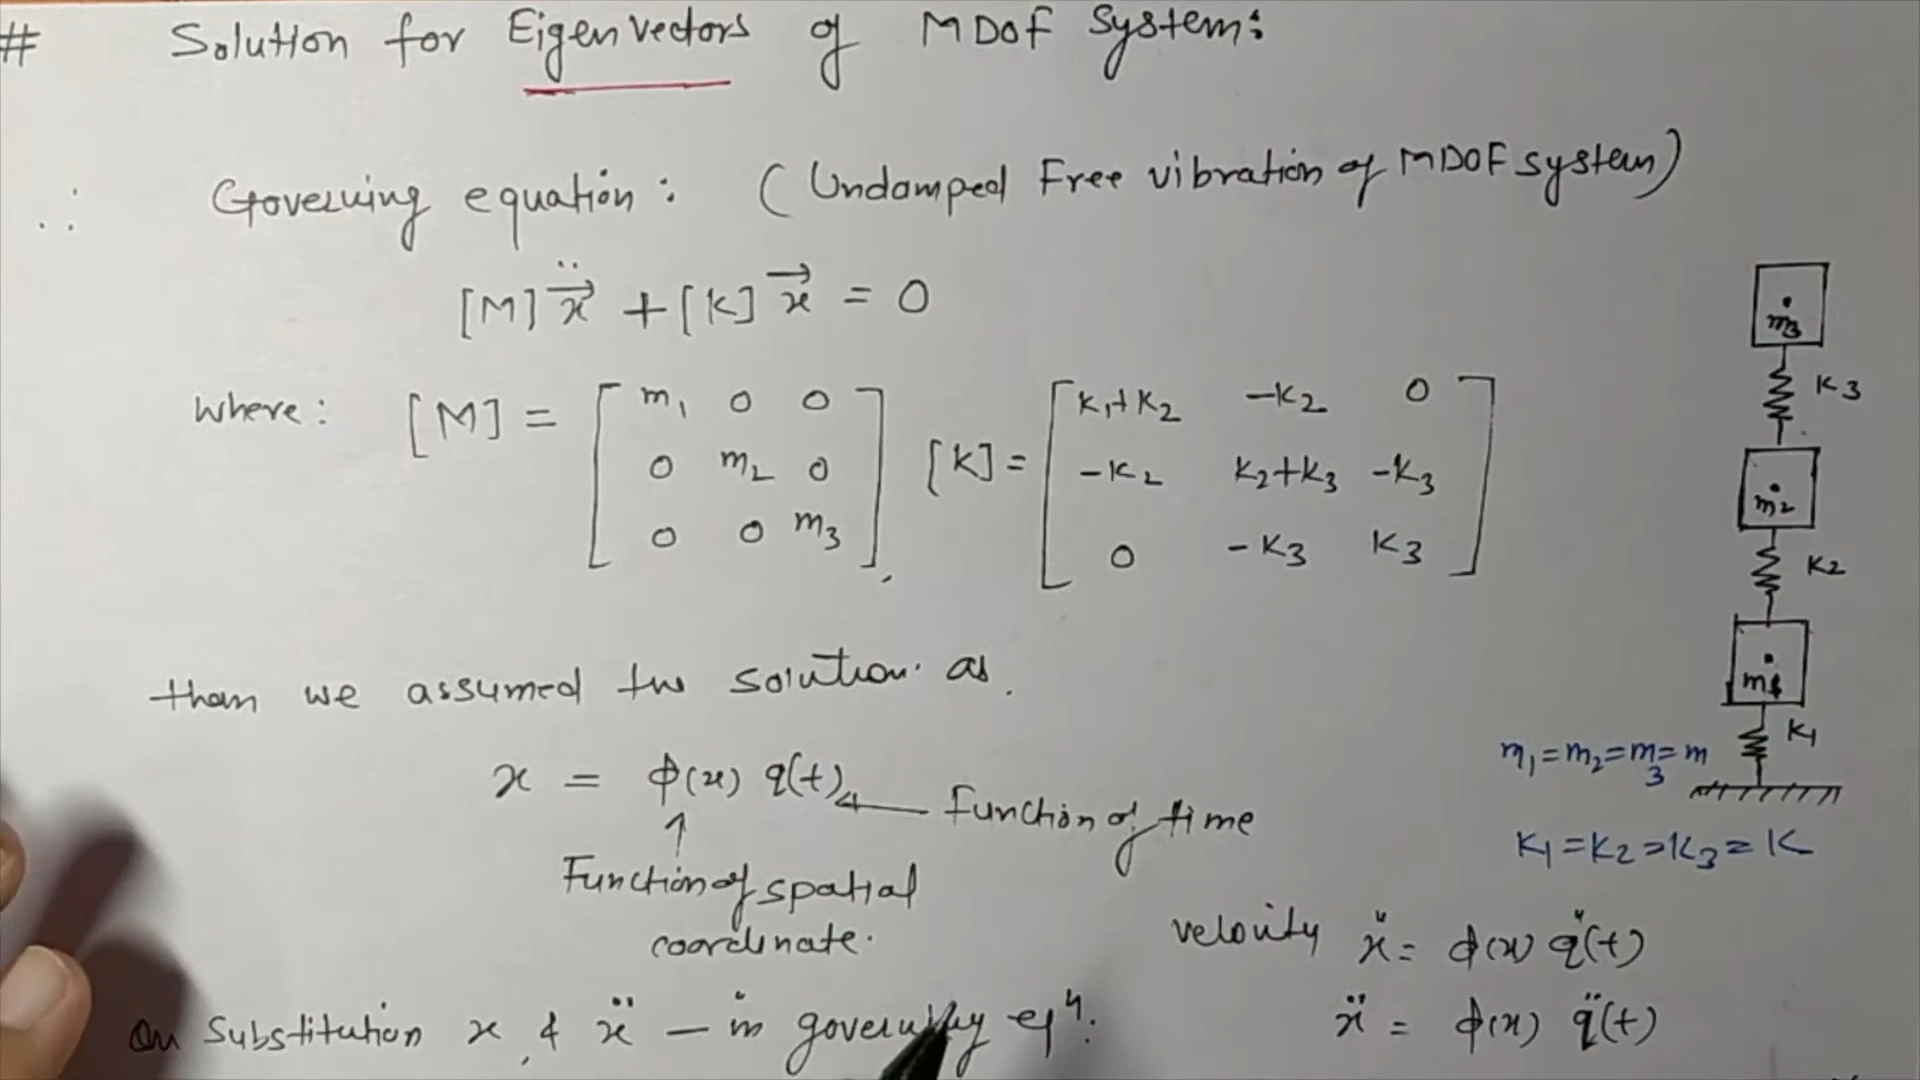 # Solution for Eigenvectors of MDOF System:
∴ Governing equation: (Undamped Free vibration of MDOF system)
[M] ẍ⃗ + [K] x⃗ = 0
where: [M] = [ m₁ 0 0
0 m₂ 0
0 0 m₃ ] , [K] = [ K₁+K₂ -K₂ 0
-K₂ K₂+K₃ -K₃
0 -K₃ K₃ ]
m₃
K₃
m₂
K₂
m₁
K₁
m₁=m₂=m₃=m
K₁=K₂=K₃=K
then we assumed the solution as.
x = ϕ(x) q(t) ← Function of time
↑
Function of spatial
coordinate.
velocity ẍ = ϕ(x) q̈(t)
ẍ = ϕ(x) q̈(t)
on substitution x & ẍ – in governing eqⁿ.